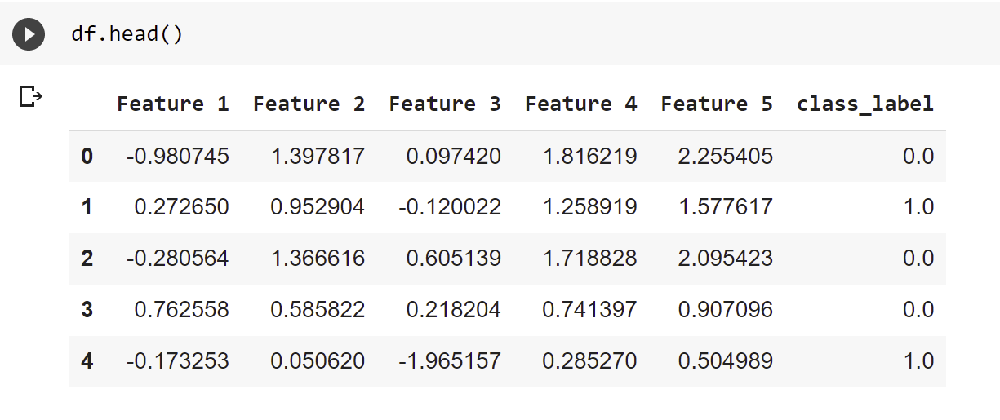 df.head()
Feature 1 Feature 2 Feature 3 Feature 4 Feature 5 class_label
0 -0.980745 1.397817 0.097420 1.816219 2.255405 0.0
1 0.272650 0.952904 -0.120022 1.258919 1.577617 1.0
2 -0.280564 1.366616 0.605139 1.718828 2.095423 0.0
3 0.762558 0.585822 0.218204 0.741397 0.907096 0.0
4 -0.173253 0.050620 -1.965157 0.285270 0.504989 1.0